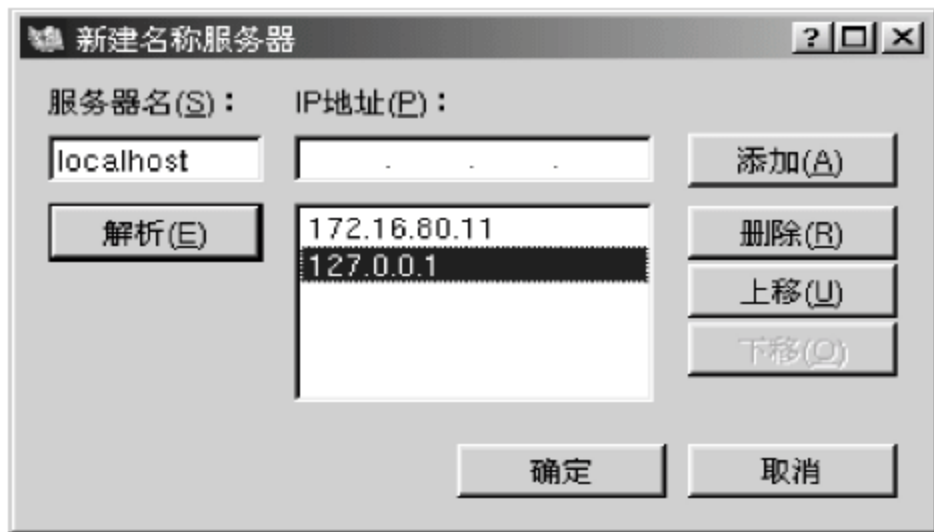 新建名称服务器
服务器名(S)： IP地址(P)：
localhost . . . 添加(A)
解析(E) 172.16.80.11 删除(R)
127.0.0.1
上移(U)
下移(O)
确定 取消